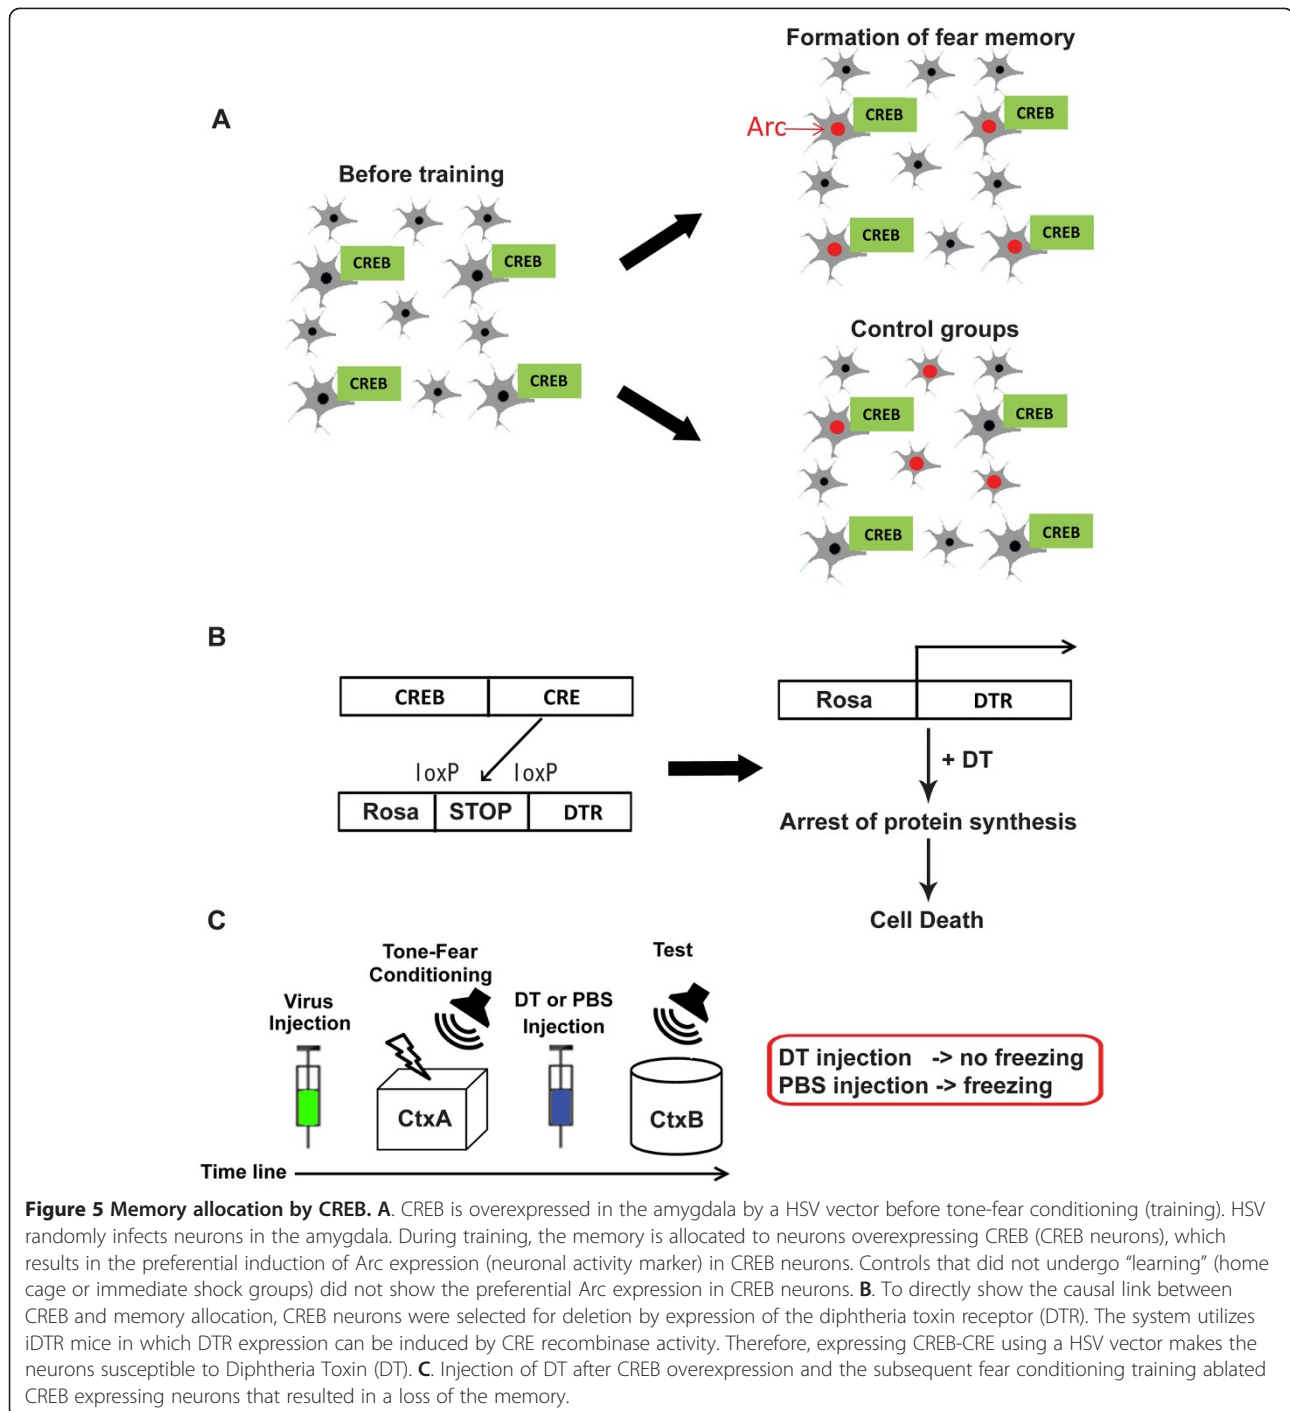 Formation of fear memory
A
CREB
CREB
Arc
Before training
CREB
CREB
CREB
CREB
Control groups
CREB
CREB
CREB
CREB
CREB
CREB
B
CREB
CRE
Rosa
DTR
loxP
loxP
+ DT
Rosa
STOP
DTR
Arrest of protein synthesis
Cell Death
C
Tone-Fear
Conditioning
Test
Virus
Injection
DT or PBS
Injection
DT injection -> no freezing
PBS injection -> freezing
CtxA
CtxB
Time line
Figure 5 Memory allocation by CREB. A. CREB is overexpressed in the amygdala by a HSV vector before tone-fear conditioning (training). HSV
randomly infects neurons in the amygdala. During training, the memory is allocated to neurons overexpressing CREB (CREB neurons), which
results in the preferential induction of Arc expression (neuronal activity marker) in CREB neurons. Controls that did not undergo “learning” (home
cage or immediate shock groups) did not show the preferential Arc expression in CREB neurons. B. To directly show the causal link between
CREB and memory allocation, CREB neurons were selected for deletion by expression of the diphtheria toxin receptor (DTR). The system utilizes
iDTR mice in which DTR expression can be induced by CRE recombinase activity. Therefore, expressing CREB-CRE using a HSV vector makes the
neurons susceptible to Diphtheria Toxin (DT). C. Injection of DT after CREB overexpression and the subsequent fear conditioning training ablated
CREB expressing neurons that resulted in a loss of the memory.